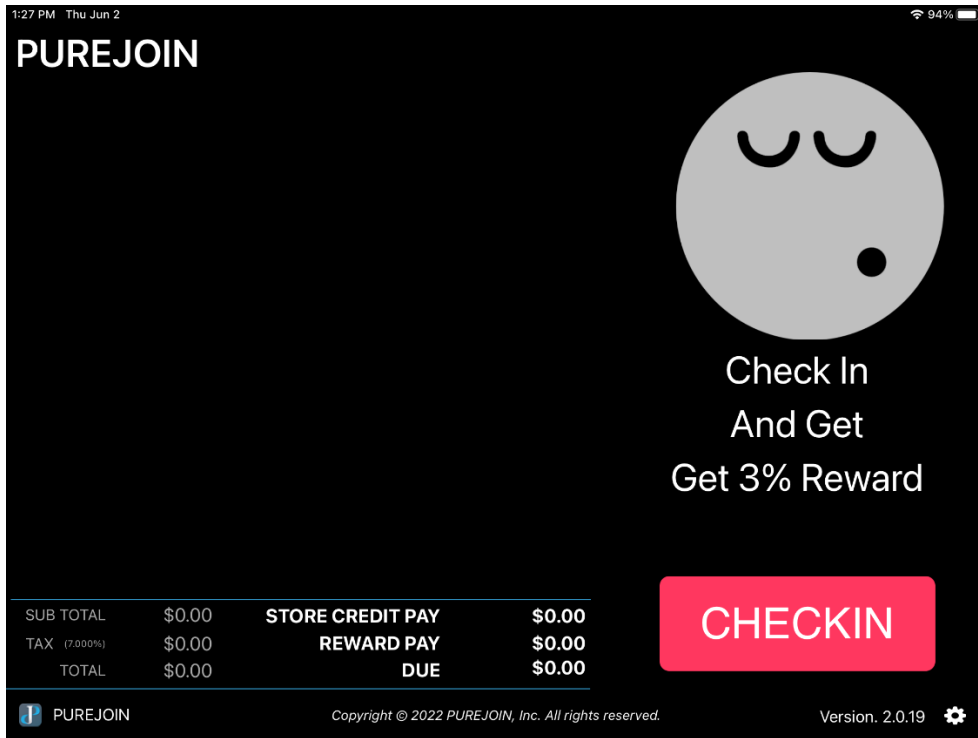 1:27 PM Thu Jun 2 94%
PUREJOIN
Check In
And Get
Get 3% Reward
SUB TOTAL $0.00 STORE CREDIT PAY $0.00
TAX (7.000%) $0.00 REWARD PAY $0.00
TOTAL $0.00 DUE $0.00
CHECKIN
PUREJOIN Copyright © 2022 PUREJOIN, Inc. All rights reserved. Version. 2.0.19